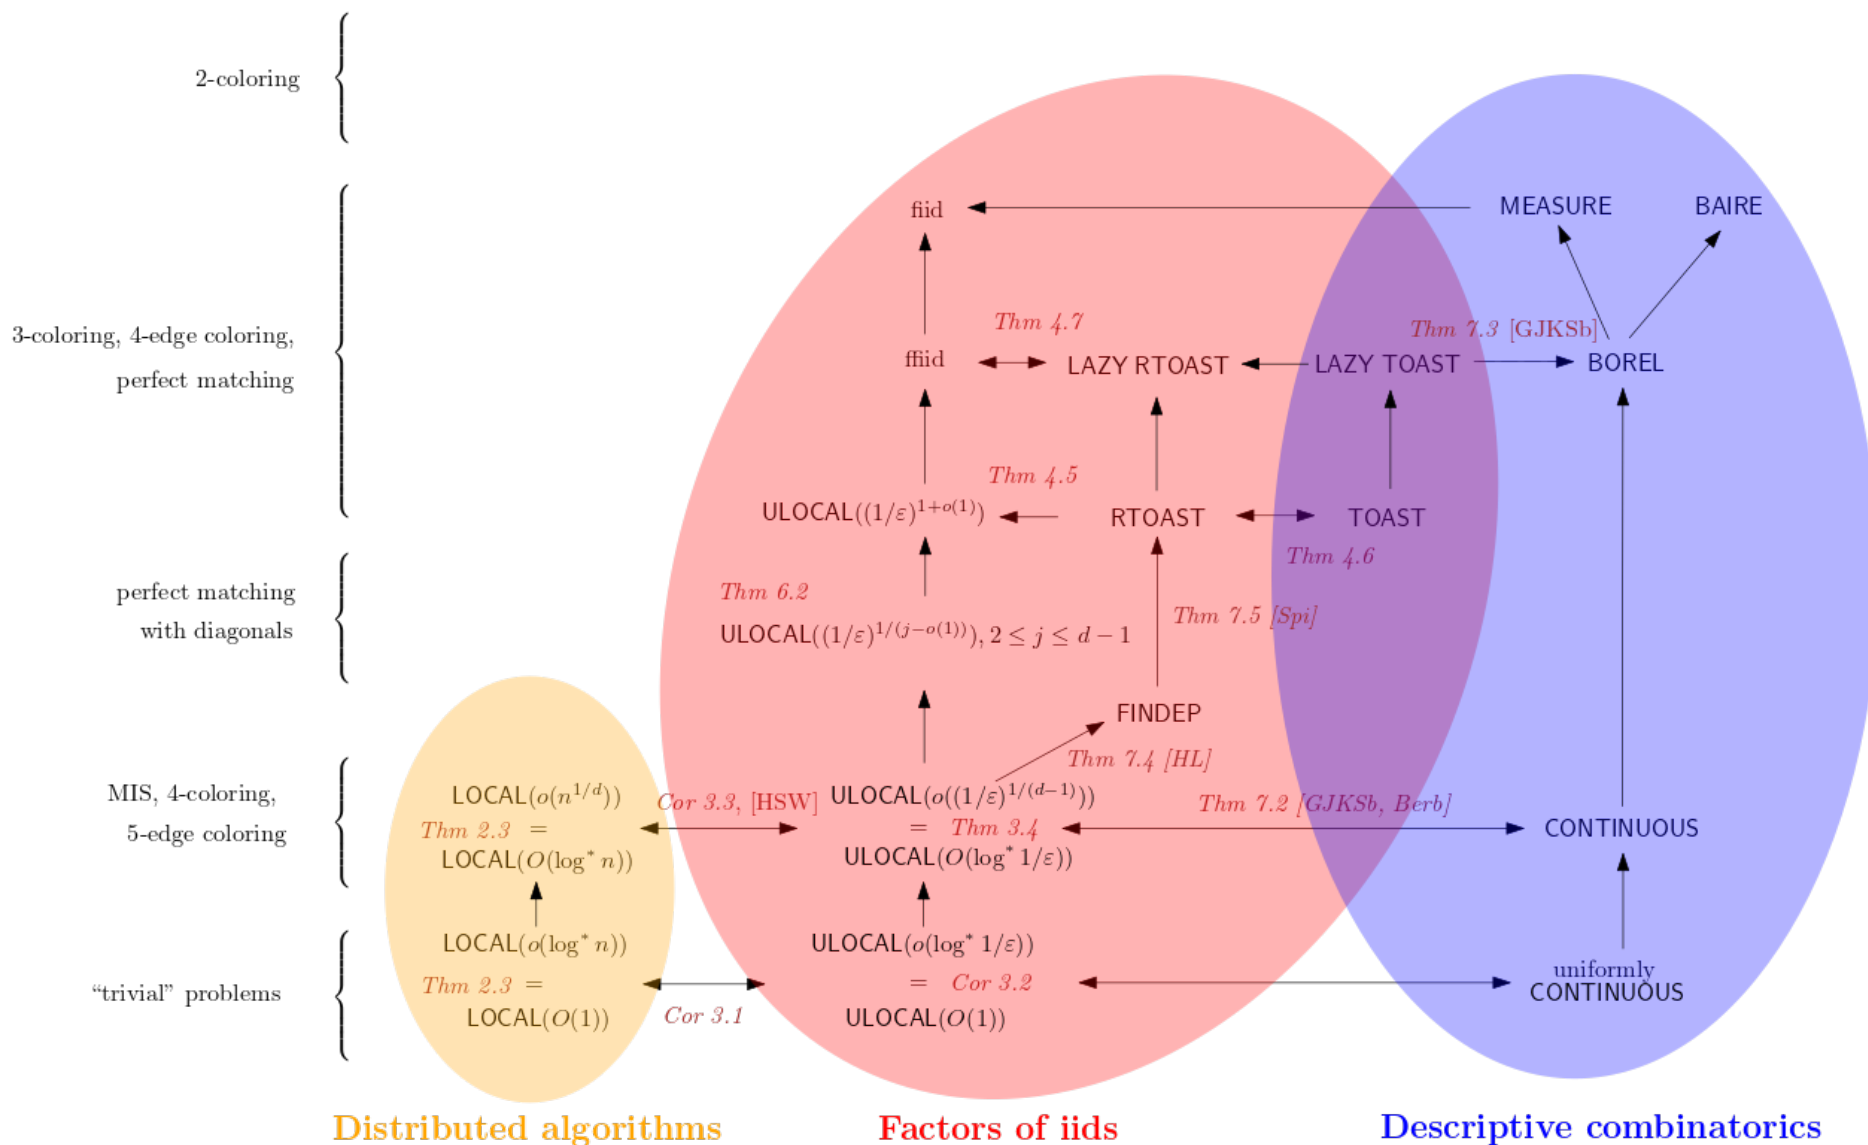 2-coloring
fiid
MEASURE
BAIRE
3-coloring, 4-edge coloring,
perfect matching
Thm 4.7
Thm 7.3 [GJKSb]
ffiid
LAZY RTOAST
LAZY TOAST
BOREL
Thm 4.5
ULOCAL((1/ε)^{1+o(1)})
RTOAST
TOAST
Thm 4.6
perfect matching
with diagonals
Thm 6.2
Thm 7.5 [Spi]
ULOCAL((1/ε)^{1/(j−o(1))}), 2 ≤ j ≤ d − 1
FINDEP
Thm 7.4 [HL]
MIS, 4-coloring,
5-edge coloring
LOCAL(o(n^{1/d}))
Thm 2.3 =
LOCAL(O(log* n))
Cor 3.3, [HSW]
ULOCAL(o((1/ε)^{1/(d−1)}))
= Thm 3.4
ULOCAL(O(log* 1/ε))
Thm 7.2 [GJKSb, Berb]
CONTINUOUS
"trivial" problems
LOCAL(o(log* n))
Thm 2.3 =
LOCAL(O(1))
Cor 3.1
ULOCAL(o(log* 1/ε))
= Cor 3.2
ULOCAL(O(1))
uniformly
CONTINUOUS
Distributed algorithms
Factors of iids
Descriptive combinatorics